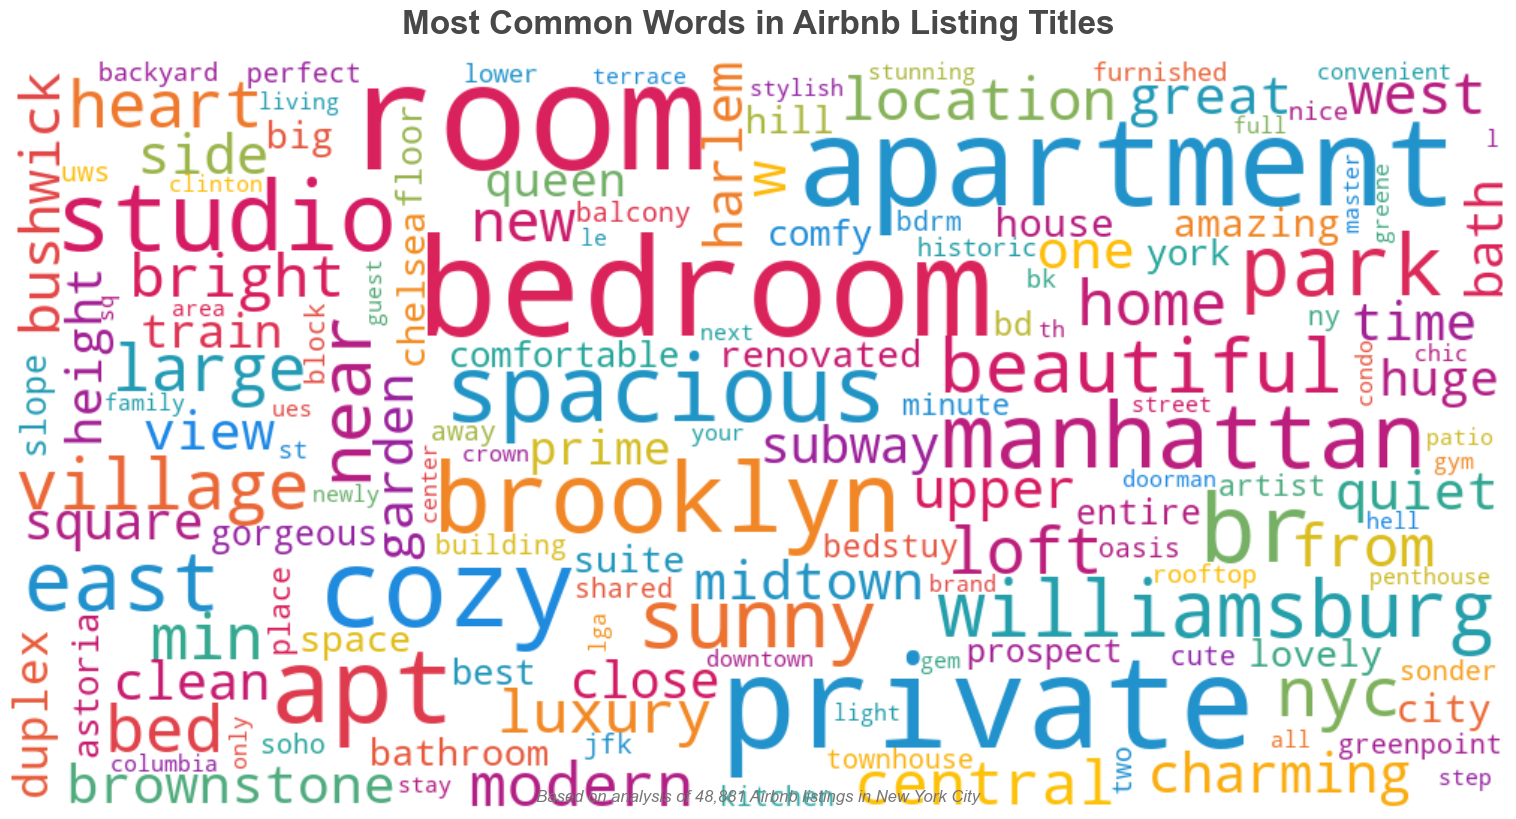 Most Common Words in Airbnb Listing Titles
backyard perfect lower terrace stylish stunning furnished convenient
heart living room harlem location great nice west
bushwick big floor hill full l
side queen w apartment master greene
uws clinton
studio new balcony le comfy bdrm house amazing bath
historic one york
bright chelsea bedroom bk home park
height sq area guest
train block near next bd th ny time
slope large comfortable renovated beautiful condo chic huge
family ues spacious minute street
view st garden away your subway manhattan patio
crown prime gym
village newly center brooklyn upper doorman artist quiet
square gorgeous entire hell
building suite bedstuy loft oasis br from
east cozy shared midtown brand rooftop penthouse
place sunny williamsburg
duplex astoria min space lga
downtown gem prospect cute lovely
clean apt best close private sonder
bed only luxury light nyc city
soho bathroom jfk all greenpoint
columbia townhouse two
brownstone stay modern kitchen central charming step
Based on analysis of 48,881 Airbnb listings in New York City